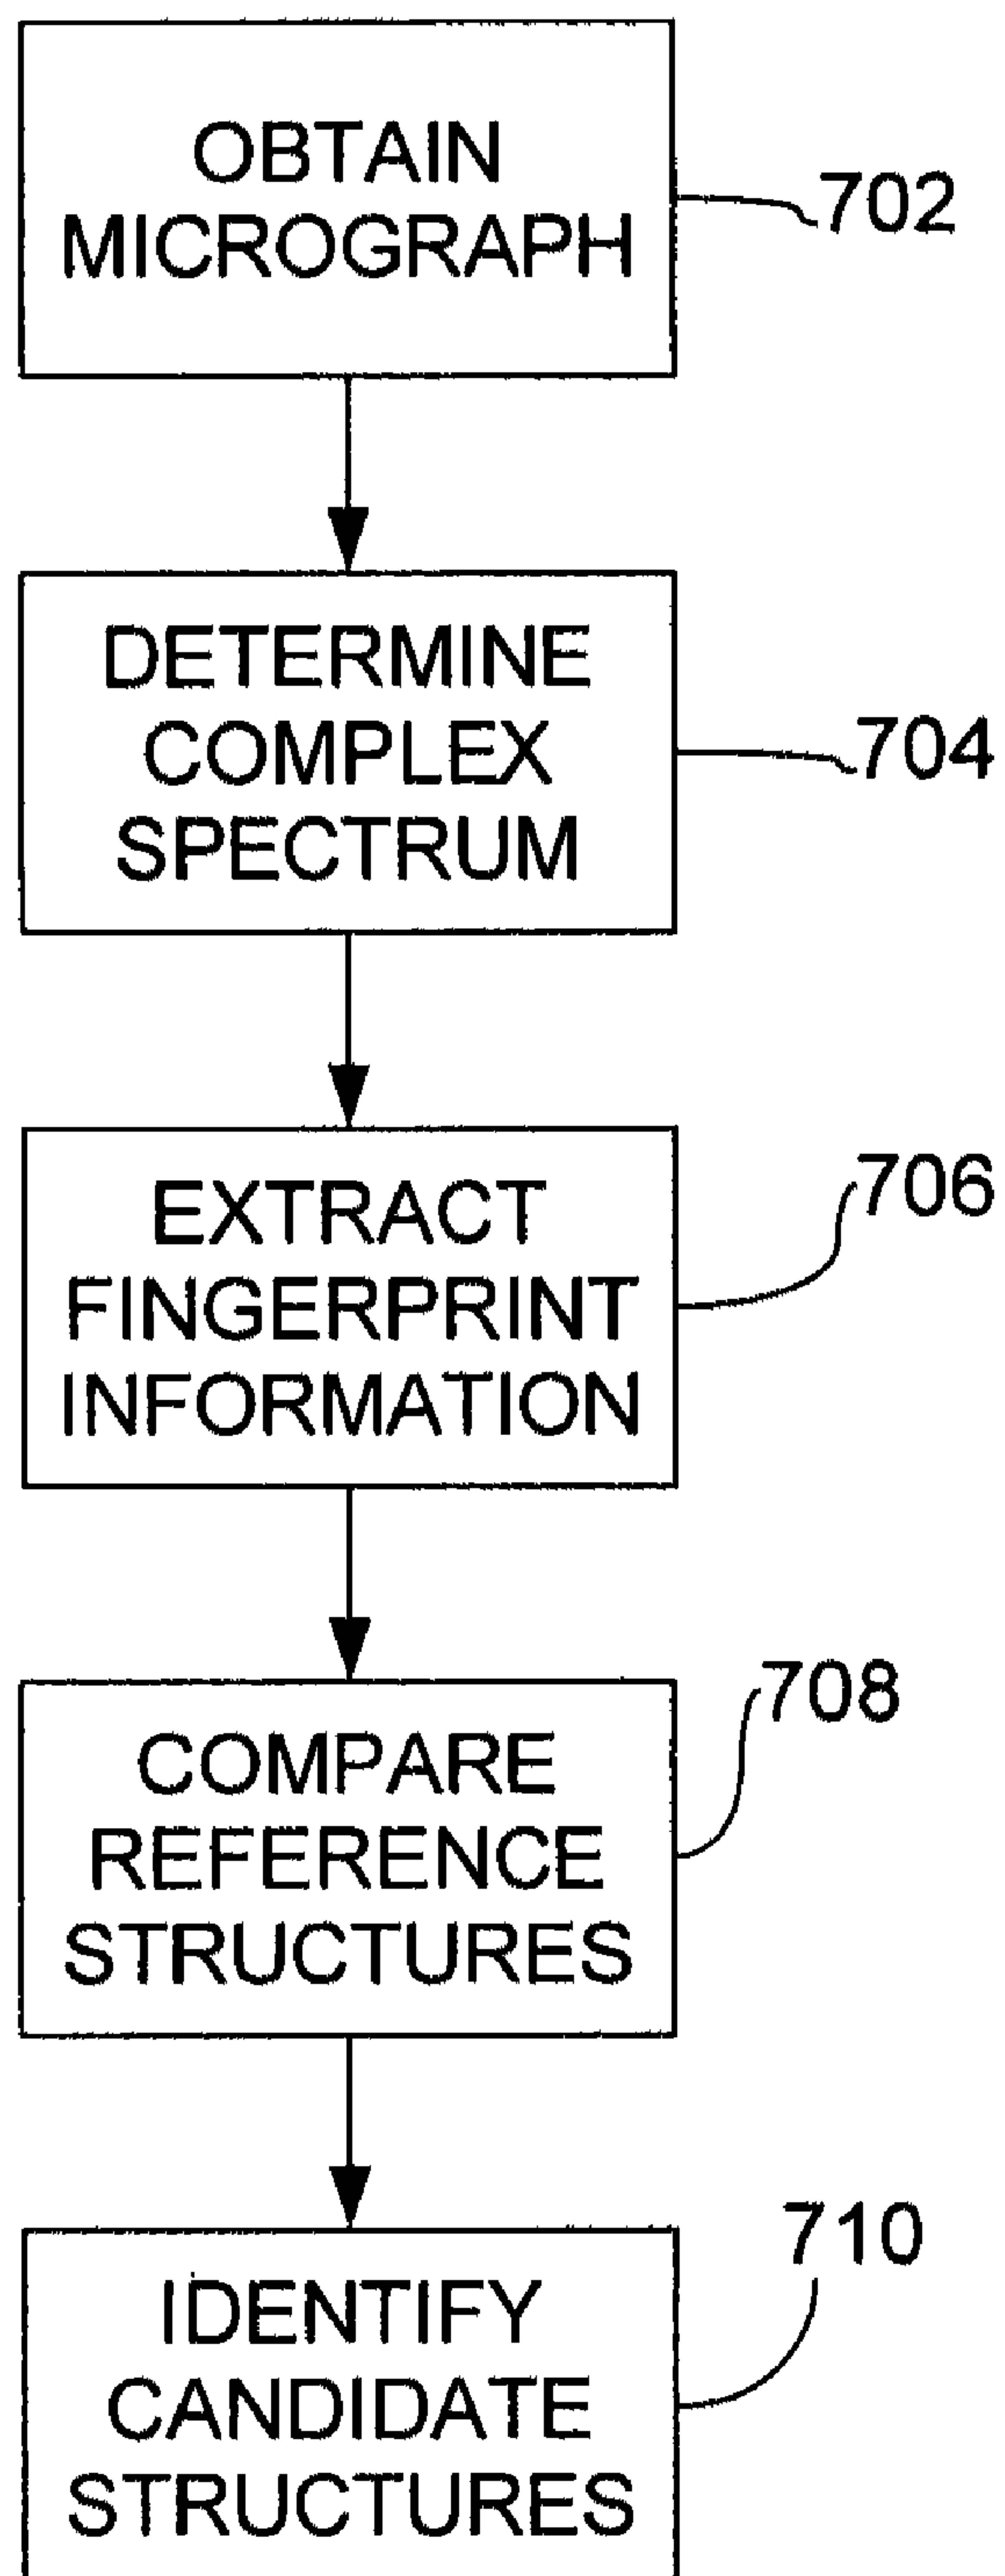 OBTAIN
MICROGRAPH
702
DETERMINE
COMPLEX
SPECTRUM
704
EXTRACT
FINGERPRINT
INFORMATION
706
COMPARE
REFERENCE
STRUCTURES
708
IDENTIFY
CANDIDATE
STRUCTURES
710